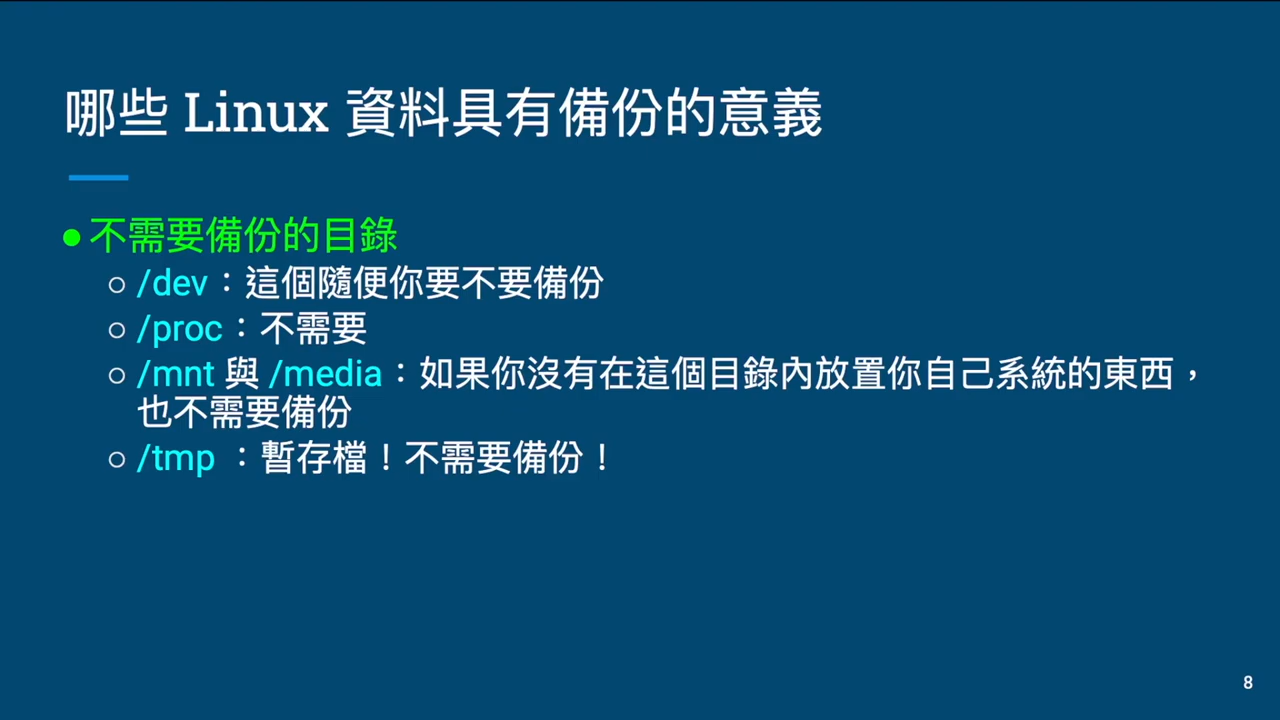 哪些 Linux 資料具有備份的意義
● 不需要備份的目錄
○ /dev：這個隨便你要不要備份
○ /proc：不需要
○ /mnt 與 /media：如果你沒有在這個目錄內放置你自己系統的東西，
也不需要備份
○ /tmp ：暫存檔！不需要備份！
8